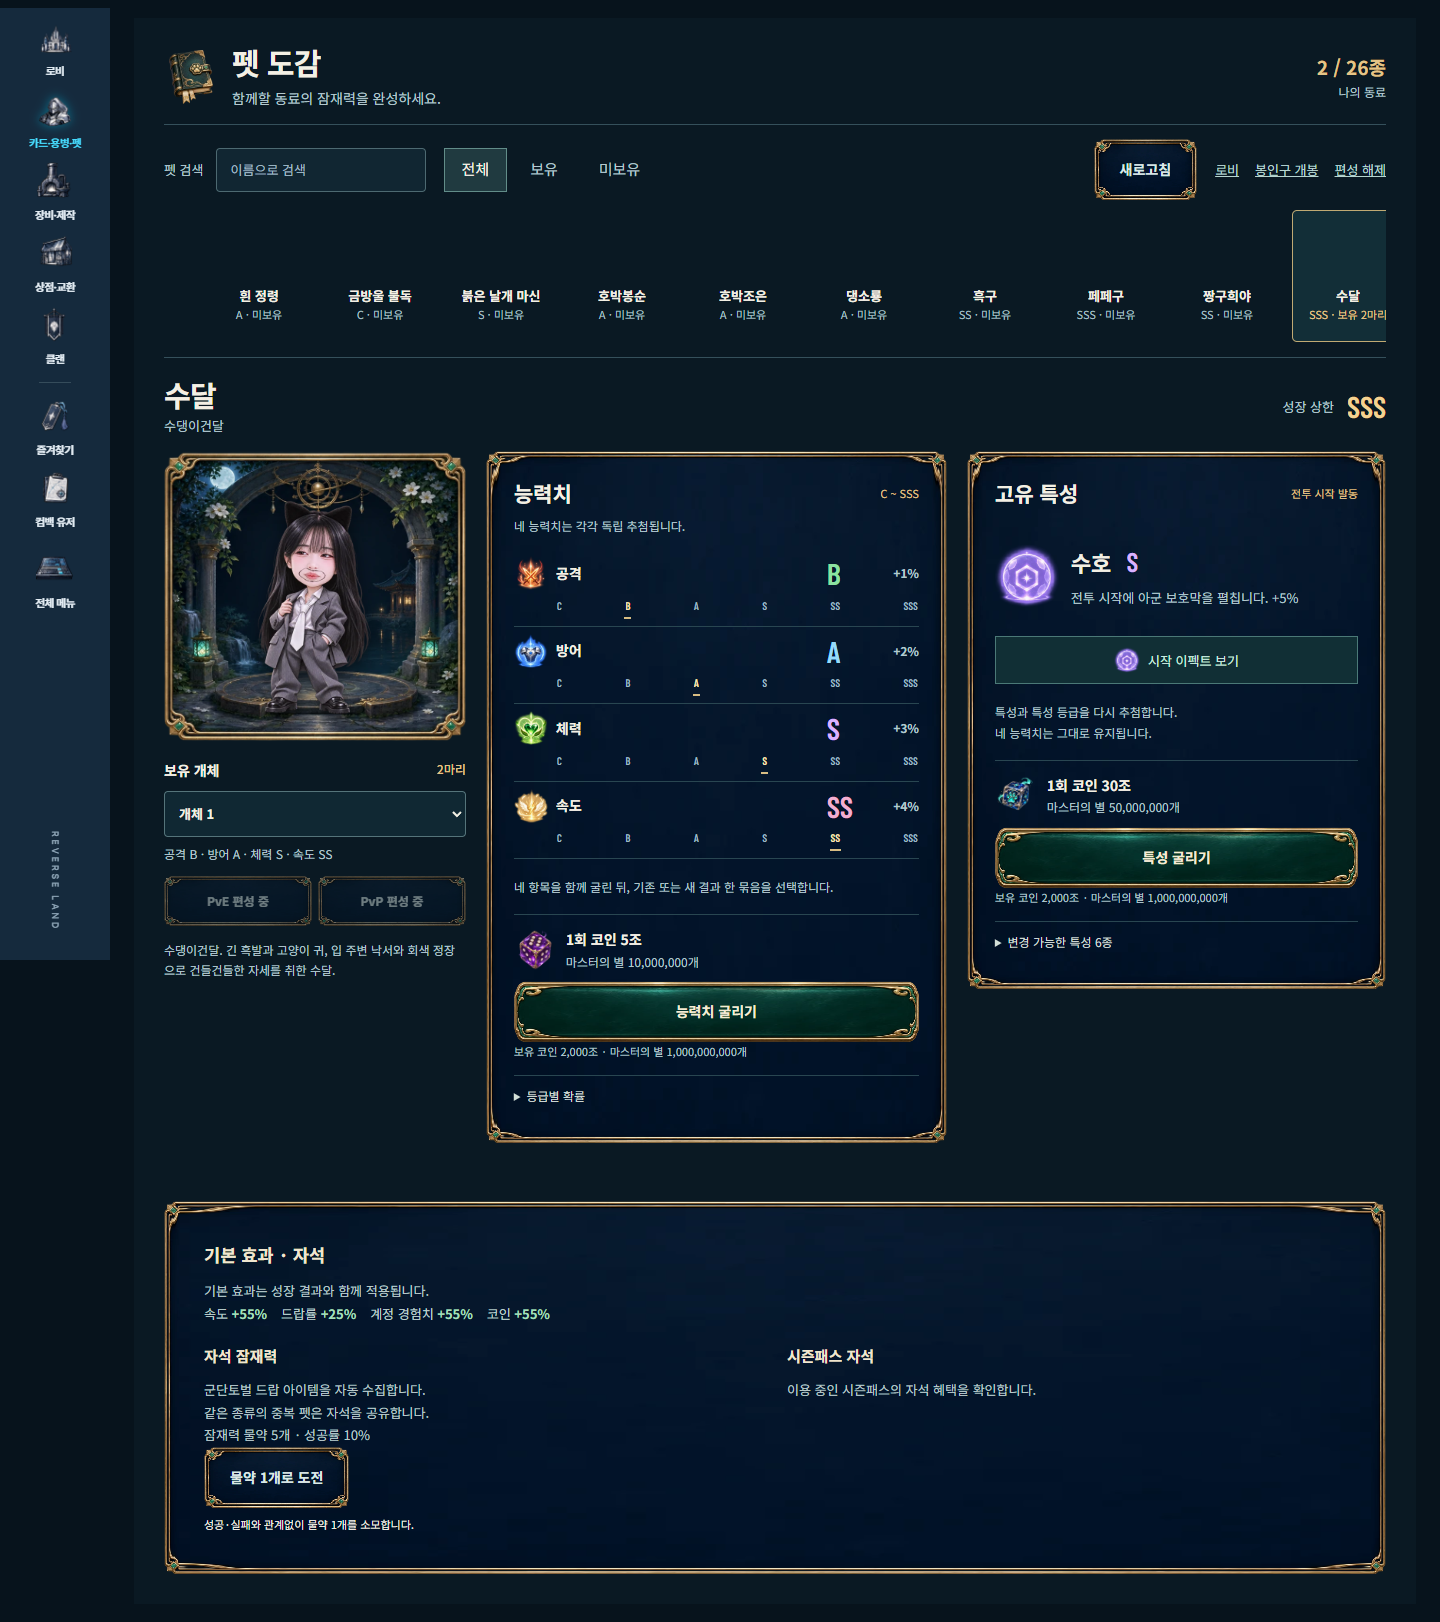 로비
카드·용병·펫
장비·제작
상점·교환
클랜
즐겨찾기
컴백 유저
전체 메뉴
REVERSE LAND
펫 도감
함께할 동료의 잠재력을 완성하세요.
2 / 26종
나의 동료
펫 검색
이름으로 검색
전체
보유
미보유
새로고침
로비
봉인구 개봉
편성 해제
흰 정령
A · 미보유
금방울 불독
C · 미보유
붉은 날개 마신
S · 미보유
호박봉순
A · 미보유
호박조은
A · 미보유
댕소룡
A · 미보유
흑구
SS · 미보유
페페구
SSS · 미보유
짱구희야
SS · 미보유
수달
SSS · 보유 2마리
수달
수댕이건달
성장 상한 SSS
보유 개체
2마리
개체 1
공격 B · 방어 A · 체력 S · 속도 SS
PvE 편성 중
PvP 편성 중
수댕이건달. 긴 흑발과 고양이 귀, 입 주변 낙서와 회색 정장
으로 건들건들한 자세를 취한 수달.
능력치
C ~ SSS
네 능력치는 각각 독립 추첨됩니다.
공격 B +1%
C B A S SS SSS
방어 A +2%
C B A S SS SSS
체력 S +3%
C B A S SS SSS
속도 SS +4%
C B A S SS SSS
네 항목을 함께 굴린 뒤, 기존 또는 새 결과 한 묶음을 선택합니다.
1회 코인 5조
마스터의 별 10,000,000개
능력치 굴리기
보유 코인 2,000조 · 마스터의 별 1,000,000,000개
▶ 등급별 확률
고유 특성
전투 시작 발동
수호 S
전투 시작에 아군 보호막을 펼칩니다. +5%
시작 이펙트 보기
특성과 특성 등급을 다시 추첨합니다.
네 능력치는 그대로 유지됩니다.
1회 코인 30조
마스터의 별 50,000,000개
특성 굴리기
보유 코인 2,000조 · 마스터의 별 1,000,000,000개
▶ 변경 가능한 특성 6종
기본 효과 · 자석
기본 효과는 성장 결과와 함께 적용됩니다.
속도 +55% 드랍률 +25% 계정 경험치 +55% 코인 +55%
자석 잠재력
군단토벌 드랍 아이템을 자동 수집합니다.
같은 종류의 중복 펫은 자석을 공유합니다.
잠재력 물약 5개 · 성공률 10%
물약 1개로 도전
성공·실패와 관계없이 물약 1개를 소모합니다.
시즌패스 자석
이용 중인 시즌패스의 자석 혜택을 확인합니다.